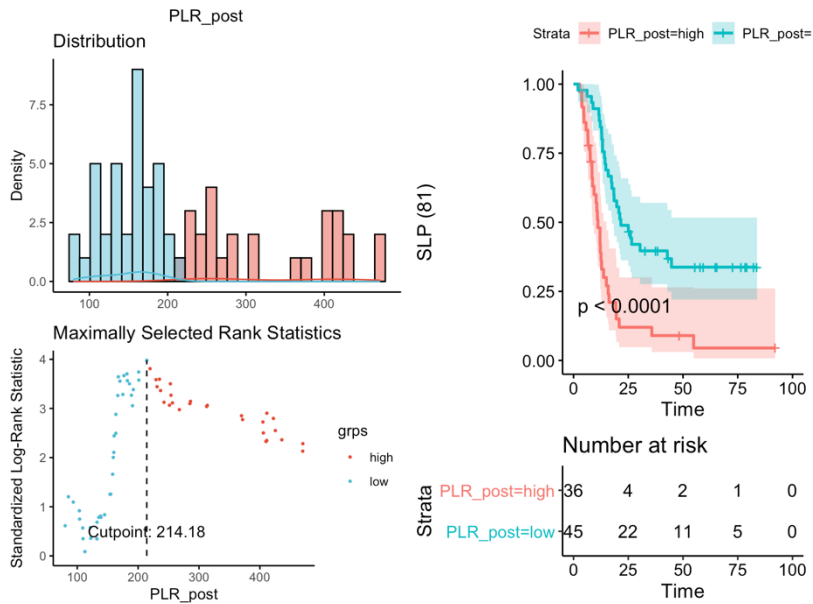 PLR_post
Distribution
Density
7.5
5.0
2.5
0.0
100 200 300 400
Maximally Selected Rank Statistics
Standardized Log-Rank Statistic
4
3
2
1
0
Cutpoint: 214.18
100 200 300 400
PLR_post
grps
high
low
Strata PLR_post=high PLR_post=
SLP (81)
1.00
0.75
0.50
0.25
0.00
p < 0.0001
0 25 50 75 100
Time
Number at risk
Strata
PLR_post=high 36 4 2 1 0
PLR_post=low 45 22 11 5 0
0 25 50 75 100
Time